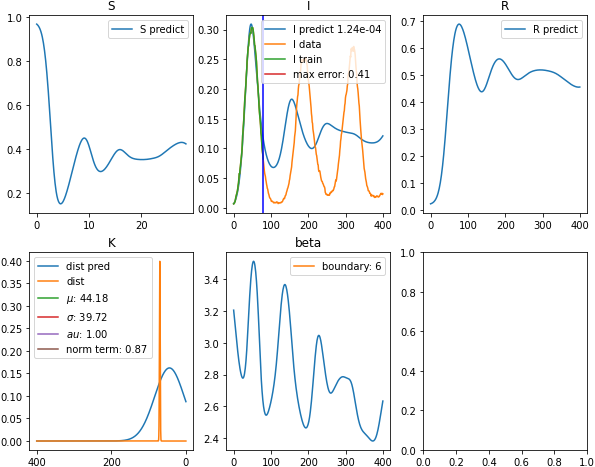 S
I
R
S predict
I predict 1.24e-04
I data
I train
max error: 0.41
R predict
1.0
0.8
0.6
0.4
0.2
0.30
0.25
0.20
0.15
0.10
0.05
0.00
0.7
0.6
0.5
0.4
0.3
0.2
0.1
0.0
0 10 20
0 100 200 300 400
0 100 200 300 400
K
beta
dist pred
dist
μ: 44.18
σ: 39.72
au: 1.00
norm term: 0.87
boundary: 6
0.40
0.35
0.30
0.25
0.20
0.15
0.10
0.05
0.00
3.4
3.2
3.0
2.8
2.6
2.4
1.0
0.8
0.6
0.4
0.2
0.0
400 200 0
0 100 200 300 400
0.0 0.2 0.4 0.6 0.8 1.0